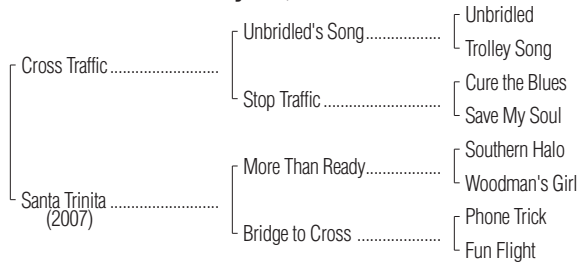 Unbridled
Unbridled's Song..................
Trolley Song
Cross Traffic..........................
Cure the Blues
Stop Traffic............................
Save My Soul
Southern Halo
More Than Ready..................
Woodman's Girl
Santa Trinita..........................
(2007)
Phone Trick
Bridge to Cross ....................
Fun Flight